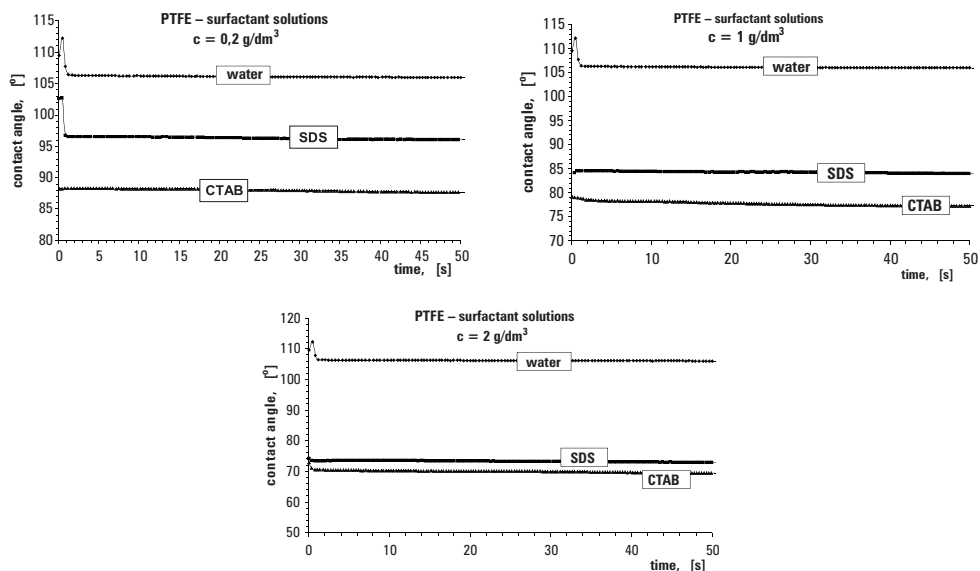 PTFE – surfactant solutions
c = 0,2 g/dm³
contact angle, [º]
115
110
105
100
95
90
85
80
water
SDS
CTAB
0 5 10 15 20 25 30 35 40 45 50
time, [s]
PTFE – surfactant solutions
c = 1 g/dm³
contact angle, [º]
115
110
105
100
95
90
85
80
75
70
water
SDS
CTAB
0 10 20 30 40 50
time, [s]
PTFE – surfactant solutions
c = 2 g/dm³
contact angle, [º]
120
110
100
90
80
70
60
50
water
SDS
CTAB
0 10 20 30 40 50
time, [s]